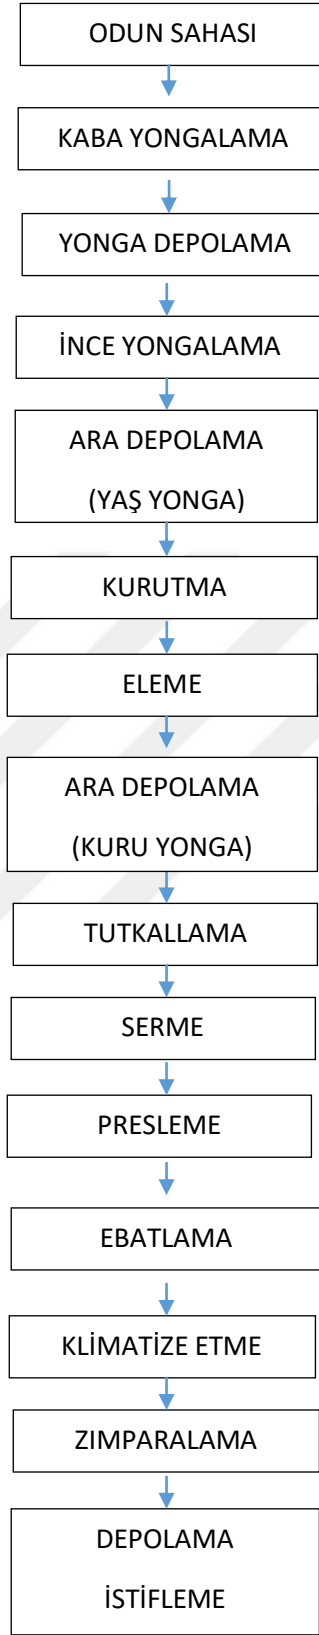 ODUN SAHASI
KABA YONGALAMA
YONGA DEPOLAMA
İNCE YONGALAMA
ARA DEPOLAMA
(YAŞ YONGA)
KURUTMA
ELEME
ARA DEPOLAMA
(KURU YONGA)
TUTKALLAMA
SERME
PRESLEME
EBATLAMA
KLİMATİZE ETME
ZIMPARALAMA
DEPOLAMA
İSTİFLEME